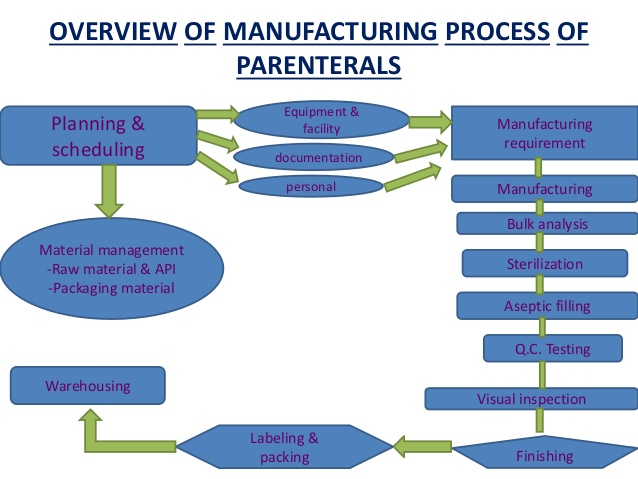 OVERVIEW OF MANUFACTURING PROCESS OF
PARENTERALS
Planning &
scheduling
Equipment &
facility
documentation
personal
Manufacturing
requirement
Manufacturing
Bulk analysis
Sterilization
Aseptic filling
Q.C. Testing
Visual inspection
Finishing
Labeling &
packing
Warehousing
Material management
-Raw material & API
-Packaging material